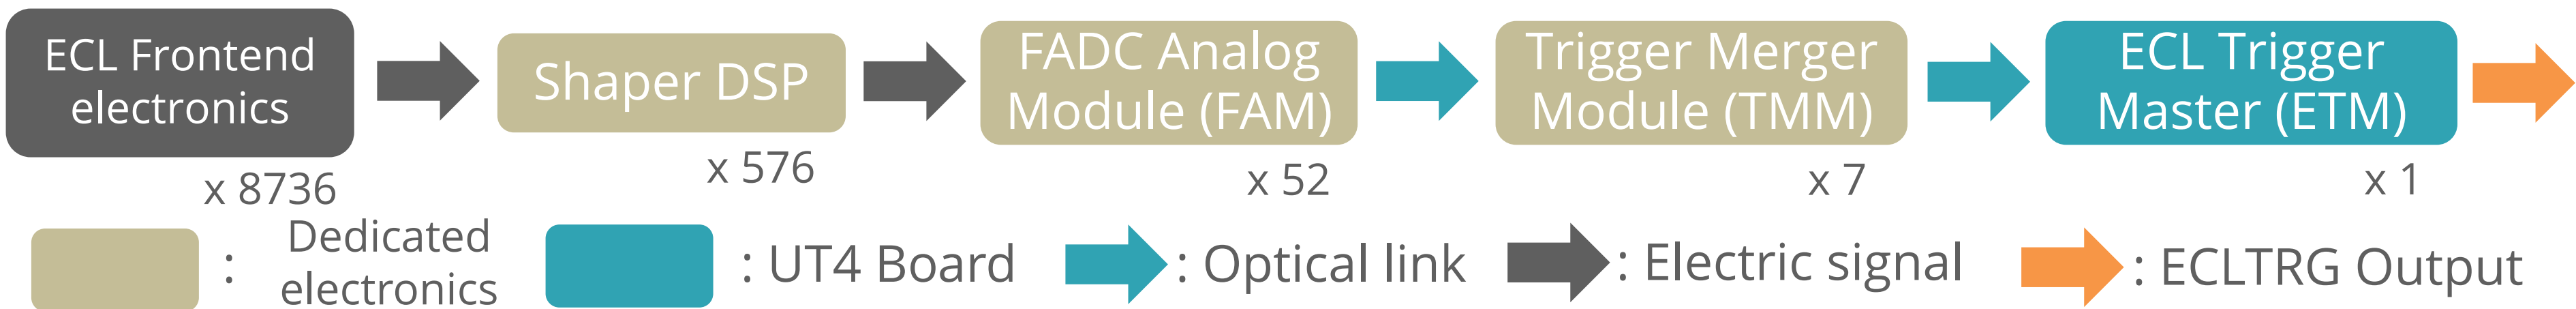 ECL Frontend
electronics
x 8736
Shaper DSP
x 576
FADC Analog
Module (FAM)
x 52
Trigger Merger
Module (TMM)
x 7
ECL Trigger
Master (ETM)
x 1
: Dedicated
electronics
: UT4 Board
: Optical link
: Electric signal
: ECLTRG Output